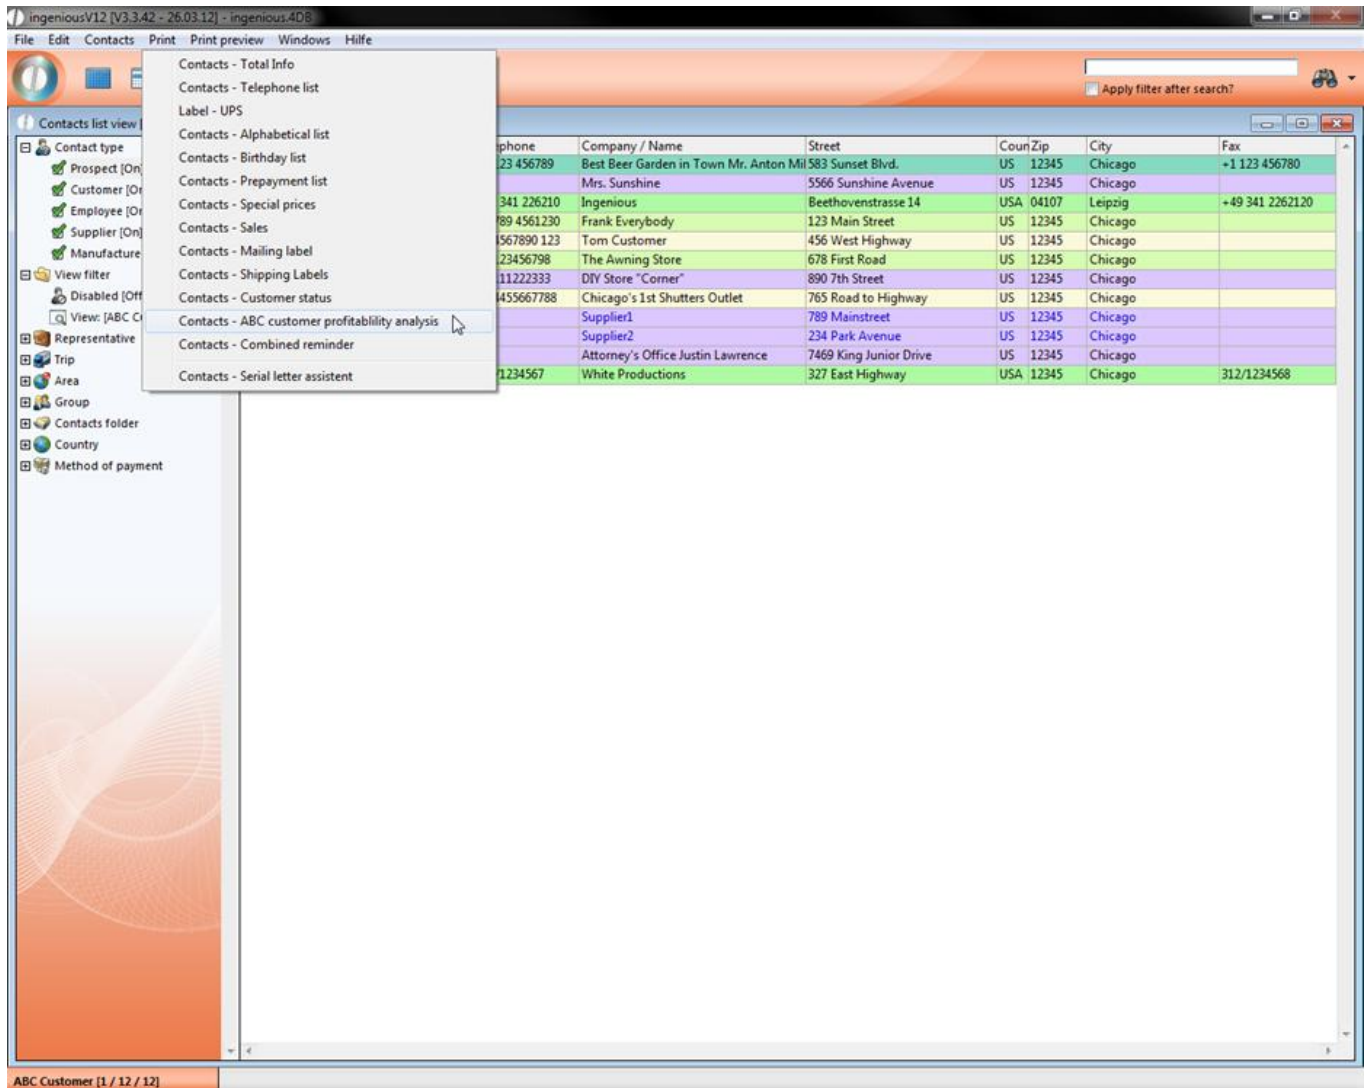 ingeniousV12 [V3.3.42 - 26.03.12] - ingenious.4DB
File Edit Contacts Print Print preview Windows Hilfe
Apply filter after search?
Contacts - Total Info
Contacts - Telephone list
Label - UPS
Contacts - Alphabetical list
Contacts - Birthday list
Contacts - Prepayment list
Contacts - Special prices
Contacts - Sales
Contacts - Mailing label
Contacts - Shipping Labels
Contacts - Customer status
Contacts - ABC customer profitablility analysis
Contacts - Combined reminder
Contacts - Serial letter assistent
Contacts list view [
Contact type
Prospect [On]
Customer [On
Employee [On
Supplier [On]
Manufacture
View filter
Disabled [Off
View: [ABC Cu
Representative
Trip
Area
Group
Contacts folder
Country
Method of payment
phone Company / Name Street Coun Zip City Fax
23 456789 Best Beer Garden in Town Mr. Anton Mil 583 Sunset Blvd. US 12345 Chicago +1 123 456780
Mrs. Sunshine 5566 Sunshine Avenue US 12345 Chicago
341 226210 Ingenious Beethovenstrasse 14 USA 04107 Leipzig +49 341 2262120
789 4561230 Frank Everybody 123 Main Street US 12345 Chicago
4567890 123 Tom Customer 456 West Highway US 12345 Chicago
123456798 The Awning Store 678 First Road US 12345 Chicago
11222333 DIY Store "Corner" 890 7th Street US 12345 Chicago
4455667788 Chicago's 1st Shutters Outlet 765 Road to Highway US 12345 Chicago
Supplier1 789 Mainstreet US 12345 Chicago
Supplier2 234 Park Avenue US 12345 Chicago
Attorney's Office Justin Lawrence 7469 King Junior Drive US 12345 Chicago
/1234567 White Productions 327 East Highway USA 12345 Chicago 312/1234568
ABC Customer [1 / 12 / 12]